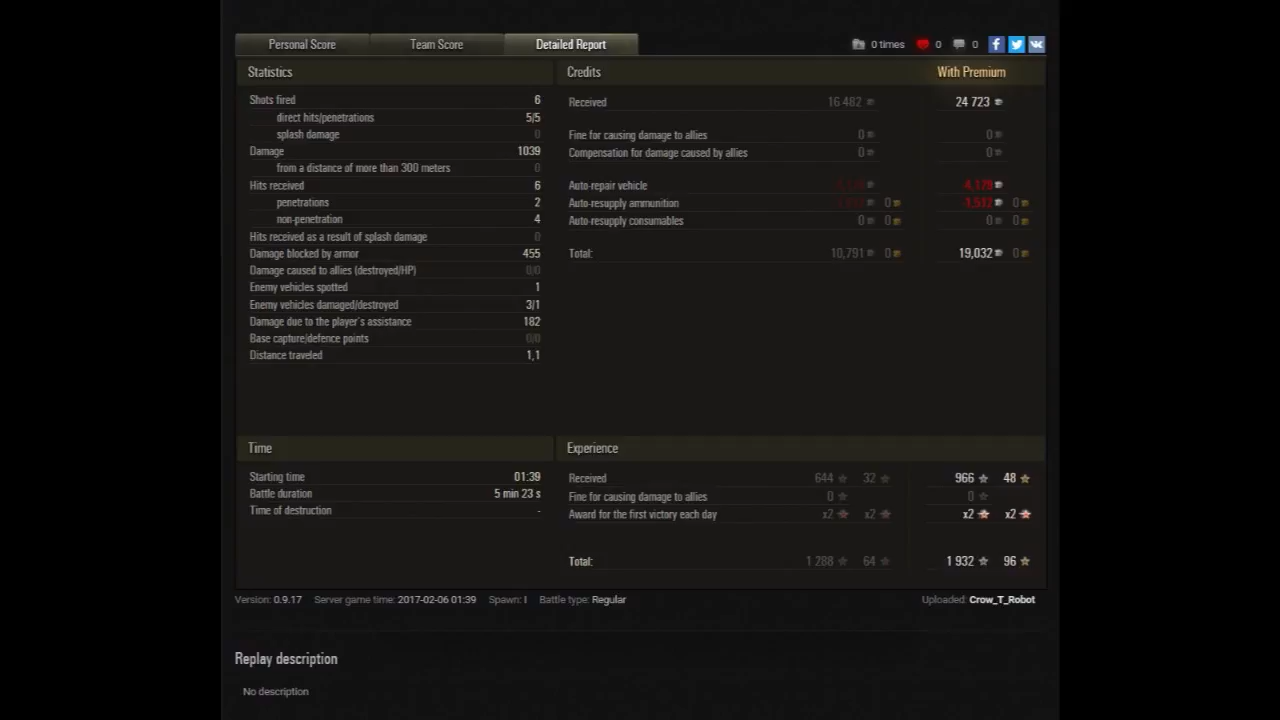 Personal Score Team Score Detailed Report 0 times 0 0
Statistics
Shots fired 6
direct hits/penetrations 5/5
splash damage 0
Damage 1039
from a distance of more than 300 meters 0
Hits received 6
penetrations 2
non-penetration 4
Hits received as a result of splash damage 0
Damage blocked by armor 455
Damage caused to allies (destroyed/HP) 0/0
Enemy vehicles spotted 1
Enemy vehicles damaged/destroyed 3/1
Damage due to the player's assistance 182
Base capture/defence points 0/0
Distance traveled 1,1
Credits With Premium
Received 16 482 24 723
Fine for causing damage to allies 0 0
Compensation for damage caused by allies 0 0
Auto-repair vehicle
Auto-resupply ammunition 0 0
Auto-resupply consumables 0 0 0 0
Total: 10,791 0 19,032 0
Time
Starting time 01:39
Battle duration 5 min 23 s
Time of destruction -
Experience
Received 644 32 966 48
Fine for causing damage to allies 0 0
Award for the first victory each day x2 x2 x2 x2
Total: 1 288 64 1 932 96
Version: 0.9.17 Server game time: 2017-02-06 01:39 Spawn: I Battle type: Regular Uploaded: Crow_T_Robot
Replay description
No description